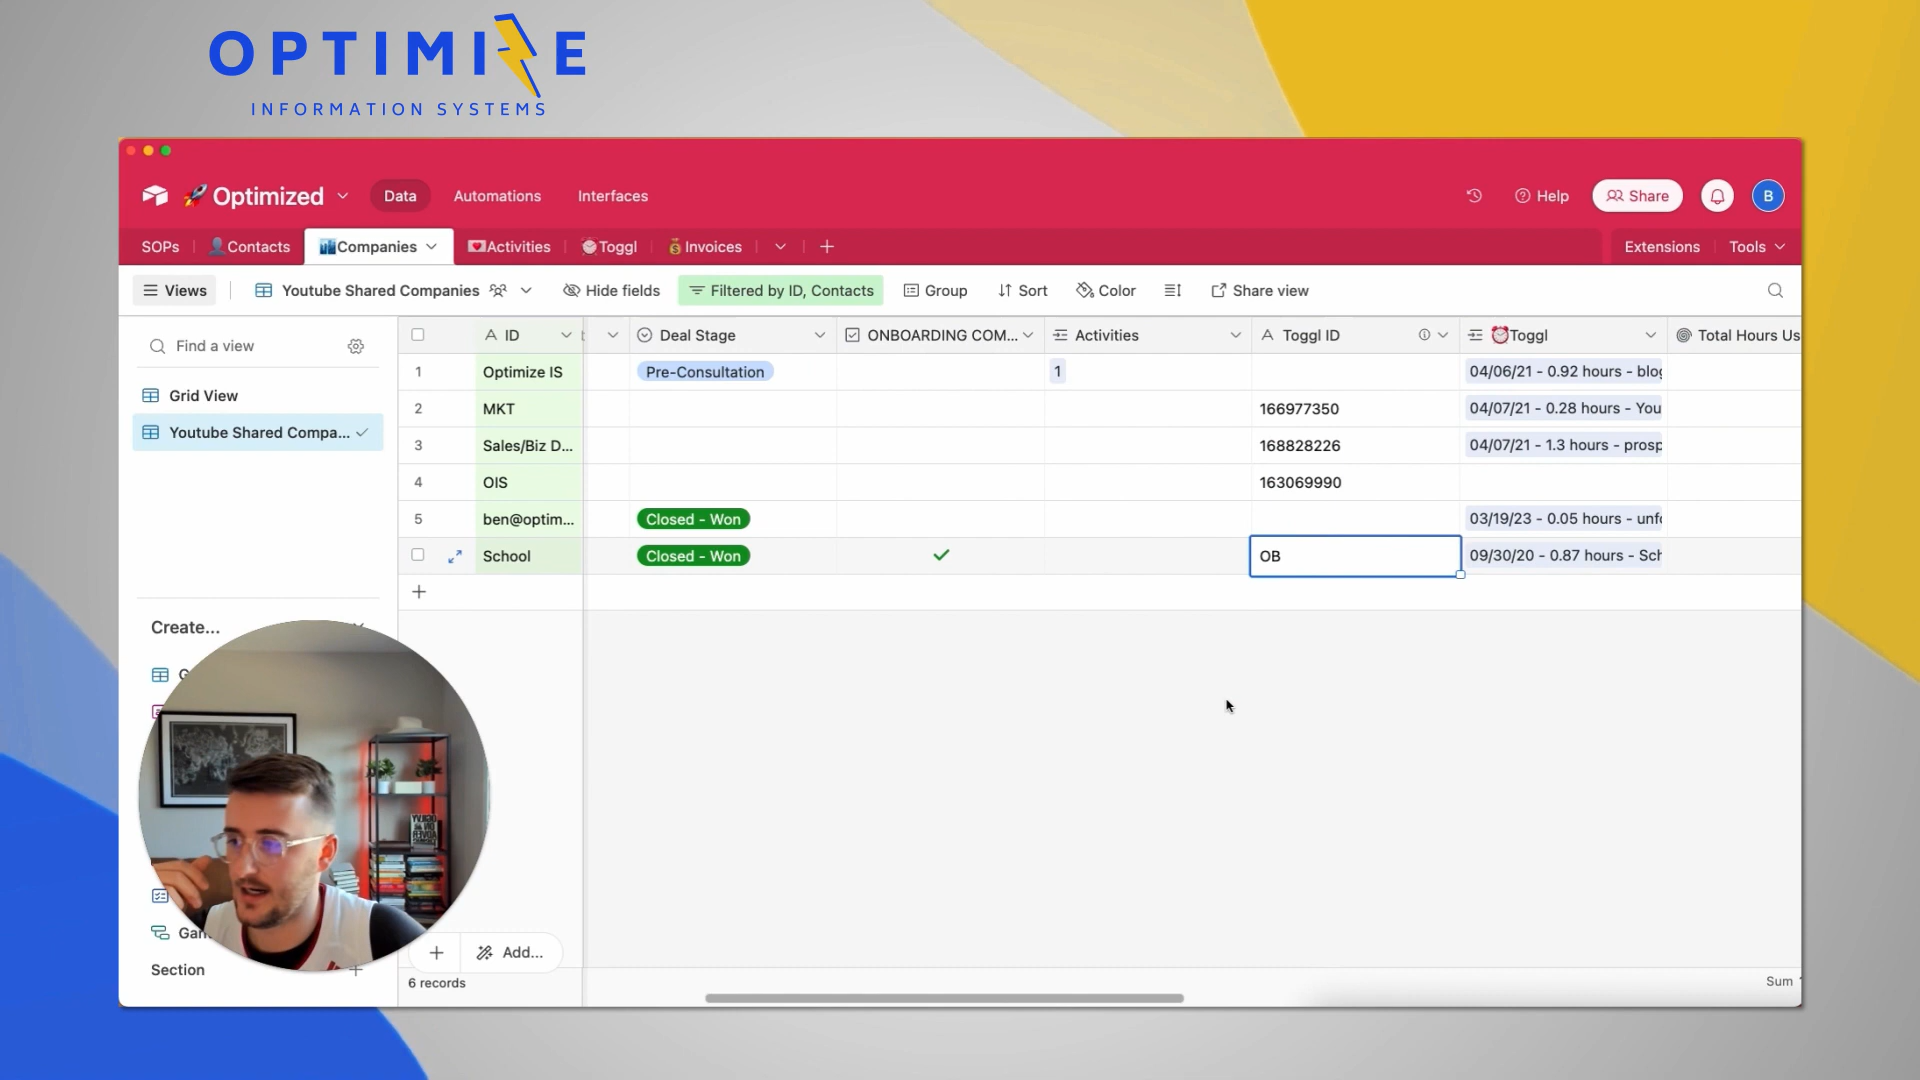 OPTIMIZE
INFORMATION SYSTEMS
🚀 Optimized
Data
Automations
Interfaces
Help
Share
B
SOPs
👤Contacts
🏙️Companies
💌Activities
⏰Toggl
💰Invoices
Extensions
Tools
Views
Youtube Shared Companies
Hide fields
Filtered by ID, Contacts
Group
Sort
Color
Share view
Find a view
Grid View
Youtube Shared Compa...
Create...
Section
ID
Deal Stage
ONBOARDING COM...
Activities
Toggl ID
⏰Toggl
Total Hours Us
1 Optimize IS Pre-Consultation 1 04/06/21 - 0.92 hours - blog
2 MKT 166977350 04/07/21 - 0.28 hours - You
3 Sales/Biz D... 168828226 04/07/21 - 1.3 hours - prosp
4 OIS 163069990
5 ben@optim... Closed - Won 03/19/23 - 0.05 hours - unfo
School Closed - Won OB 09/30/20 - 0.87 hours - Sch
Add...
6 records
Sum